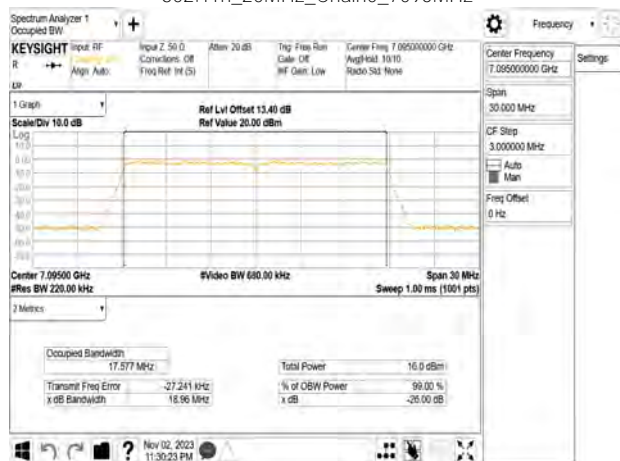 Spectrum Analyzer 1
Occupied BW
+
Frequency
KEYSIGHT
R
Input: RF
Align: Auto
Input Z: 50 Ω
Corrections: Off
Freq Ref: Int (S)
Atten: 20 dB
Trig: Free Run
Gate: Off
#IF Gain: Low
Center Freq: 7.095000000 GHz
Avg|Hold: 10/10
Radio Std: None
Center Frequency
7.095000000 GHz
Settings
Span
30.000 MHz
CF Step
3.000000 MHz
Auto
Man
Freq Offset
0 Hz
1 Graph
Scale/Div 10.0 dB
Ref Lvl Offset 13.40 dB
Ref Value 20.00 dBm
Log
10.0
0.00
Center 7.09500 GHz
#Res BW 220.00 kHz
#Video BW 680.00 kHz
Span 30 MHz
Sweep 1.00 ms (1001 pts)
2 Metrics
Occupied Bandwidth
17.577 MHz
Total Power
16.0 dBm
Transmit Freq Error
-27.241 kHz
% of OBW Power
99.00 %
x dB Bandwidth
18.96 MHz
x dB
-26.00 dB
?
Nov 02, 2023
11:30:23 PM